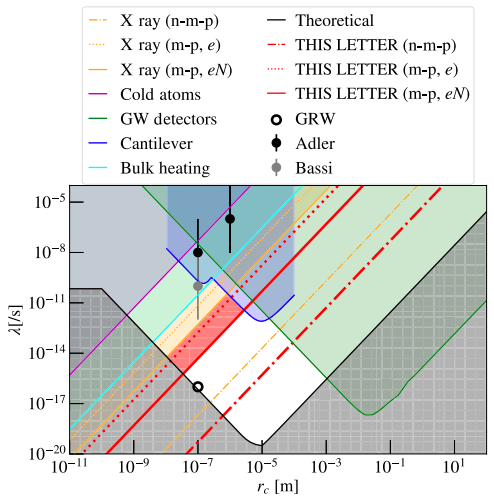 X ray (n-m-p)
X ray (m-p, e)
X ray (m-p, eN)
Cold atoms
GW detectors
Cantilever
Bulk heating
Theoretical
THIS LETTER (n-m-p)
THIS LETTER (m-p, e)
THIS LETTER (m-p, eN)
GRW
Adler
Bassi
λ[/s]
10⁻⁵
10⁻⁸
10⁻¹¹
10⁻¹⁴
10⁻¹⁷
10⁻²⁰
10⁻¹¹ 10⁻⁹ 10⁻⁷ 10⁻⁵ 10⁻³ 10⁻¹ 10¹
r_c [m]